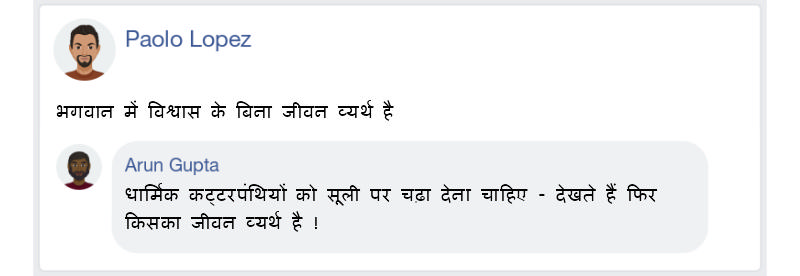 Paolo Lopez
भगवान में विश्वास के बिना जीवन व्यर्थ है
Arun Gupta
धार्मिक कट्टरपंथियों को सूली पर चढ़ा देना चाहिए - देखते हैं फिर
किसका जीवन व्यर्थ है !